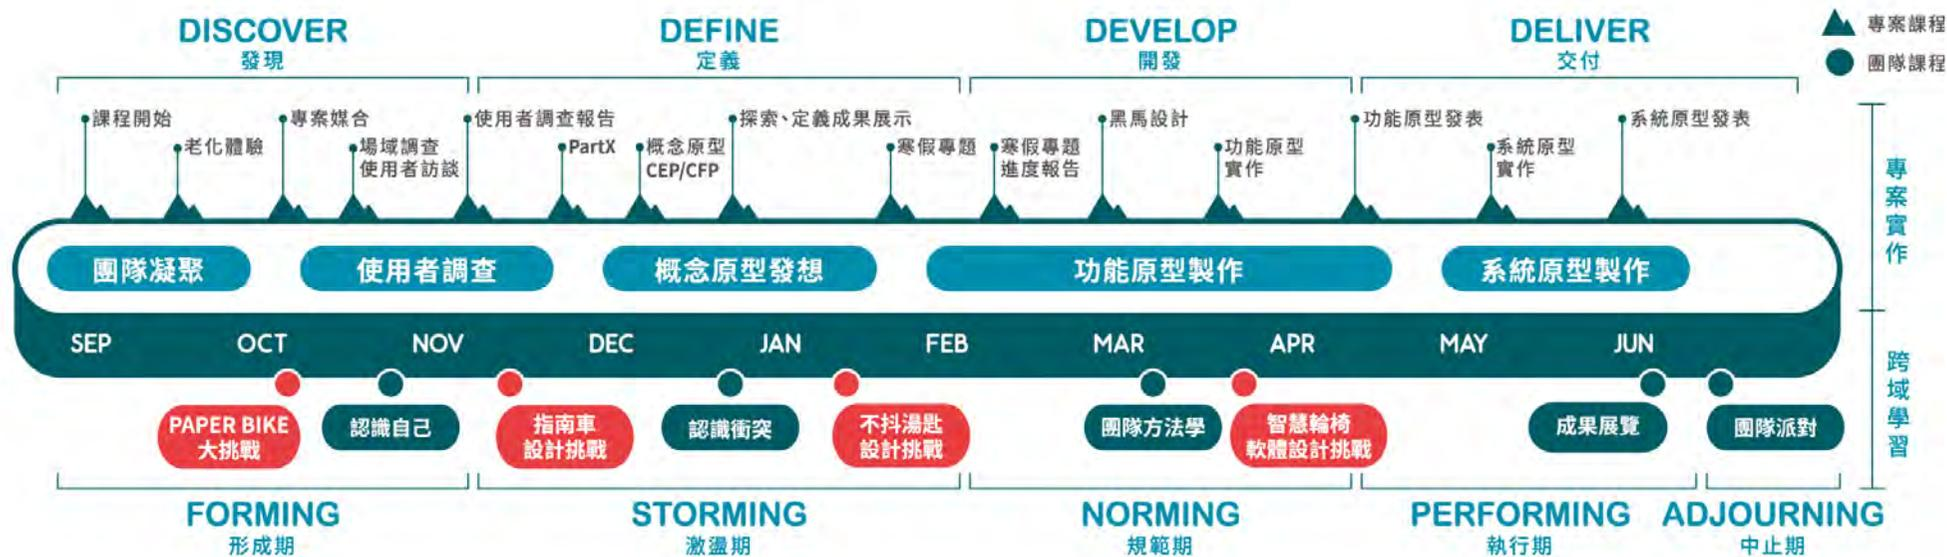 DISCOVER
發現
DEFINE
定義
DEVELOP
開發
DELIVER
交付
專案課程
團隊課程
課程開始
老化體驗
專案媒合
場域調查
使用者訪談
使用者調查報告
PartX
概念原型
CEP/CFP
探索、定義成果展示
寒假專題
寒假專題
進度報告
黑馬設計
功能原型
實作
功能原型發表
系統原型
實作
系統原型發表
專案實作
團隊凝聚
使用者調查
概念原型發想
功能原型製作
系統原型製作
SEP
OCT
NOV
DEC
JAN
FEB
MAR
APR
MAY
JUN
跨域學習
PAPER BIKE
大挑戰
認識自己
指南車
設計挑戰
認識衝突
不抖湯匙
設計挑戰
團隊方法學
智慧輪椅
軟體設計挑戰
成果展覽
團隊派對
FORMING
形成期
STORMING
激盪期
NORMING
規範期
PERFORMING
執行期
ADJOURNING
中止期